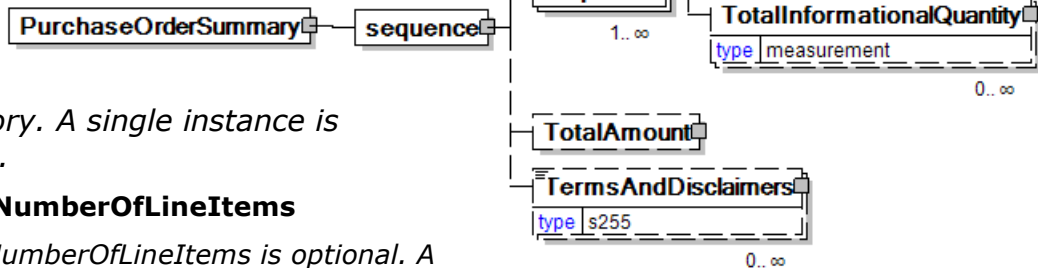 PurchaseOrderSummary
sequence
1.. ∞
TotalInformationalQuantity
type measurement
0.. ∞
ory. A single instance is
.
TotalAmount
NumberOfLineItems
TermsAndDisclaimers
type s255
NumberOfLineItems is optional. A
0.. ∞